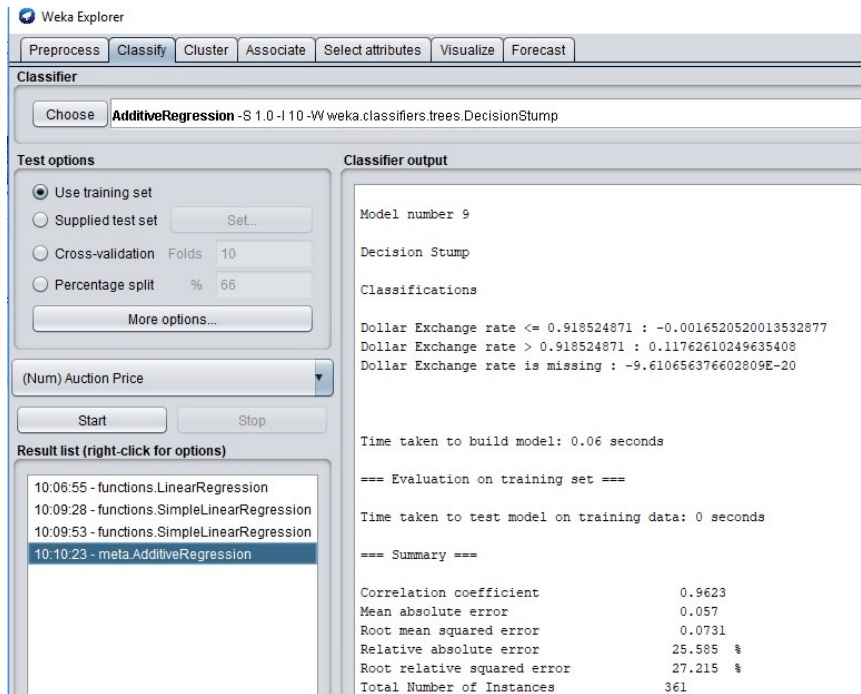 Weka Explorer
Preprocess Classify Cluster Associate Select attributes Visualize Forecast
Classifier
Choose AdditiveRegression -S 1.0 -I 10 -W weka.classifiers.trees.DecisionStump
Test options
Use training set
Supplied test set Set...
Cross-validation Folds 10
Percentage split % 66
More options...
(Num) Auction Price
Start Stop
Result list (right-click for options)
10:06:55 - functions.LinearRegression
10:09:28 - functions.SimpleLinearRegression
10:09:53 - functions.SimpleLinearRegression
10:10:23 - meta.AdditiveRegression
Classifier output
Model number 9
Decision Stump
Classifications
Dollar Exchange rate <= 0.918524871 : -0.0016520520013532877
Dollar Exchange rate > 0.918524871 : 0.11762610249635408
Dollar Exchange rate is missing : -9.610656376602809E-20
Time taken to build model: 0.06 seconds
=== Evaluation on training set ===
Time taken to test model on training data: 0 seconds
=== Summary ===
Correlation coefficient 0.9623
Mean absolute error 0.057
Root mean squared error 0.0731
Relative absolute error 25.585 %
Root relative squared error 27.215 %
Total Number of Instances 361